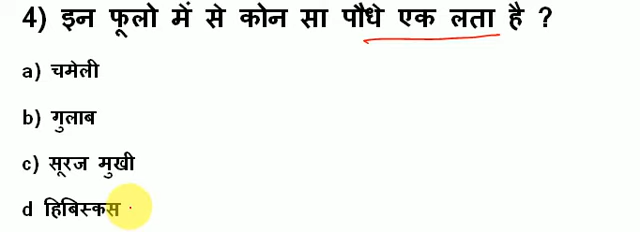 4) इन फूलो में से कोन सा पौधे एक लता है ?
a) चमेली
b) गुलाब
c) सूरज मुखी
d हिबिस्कस